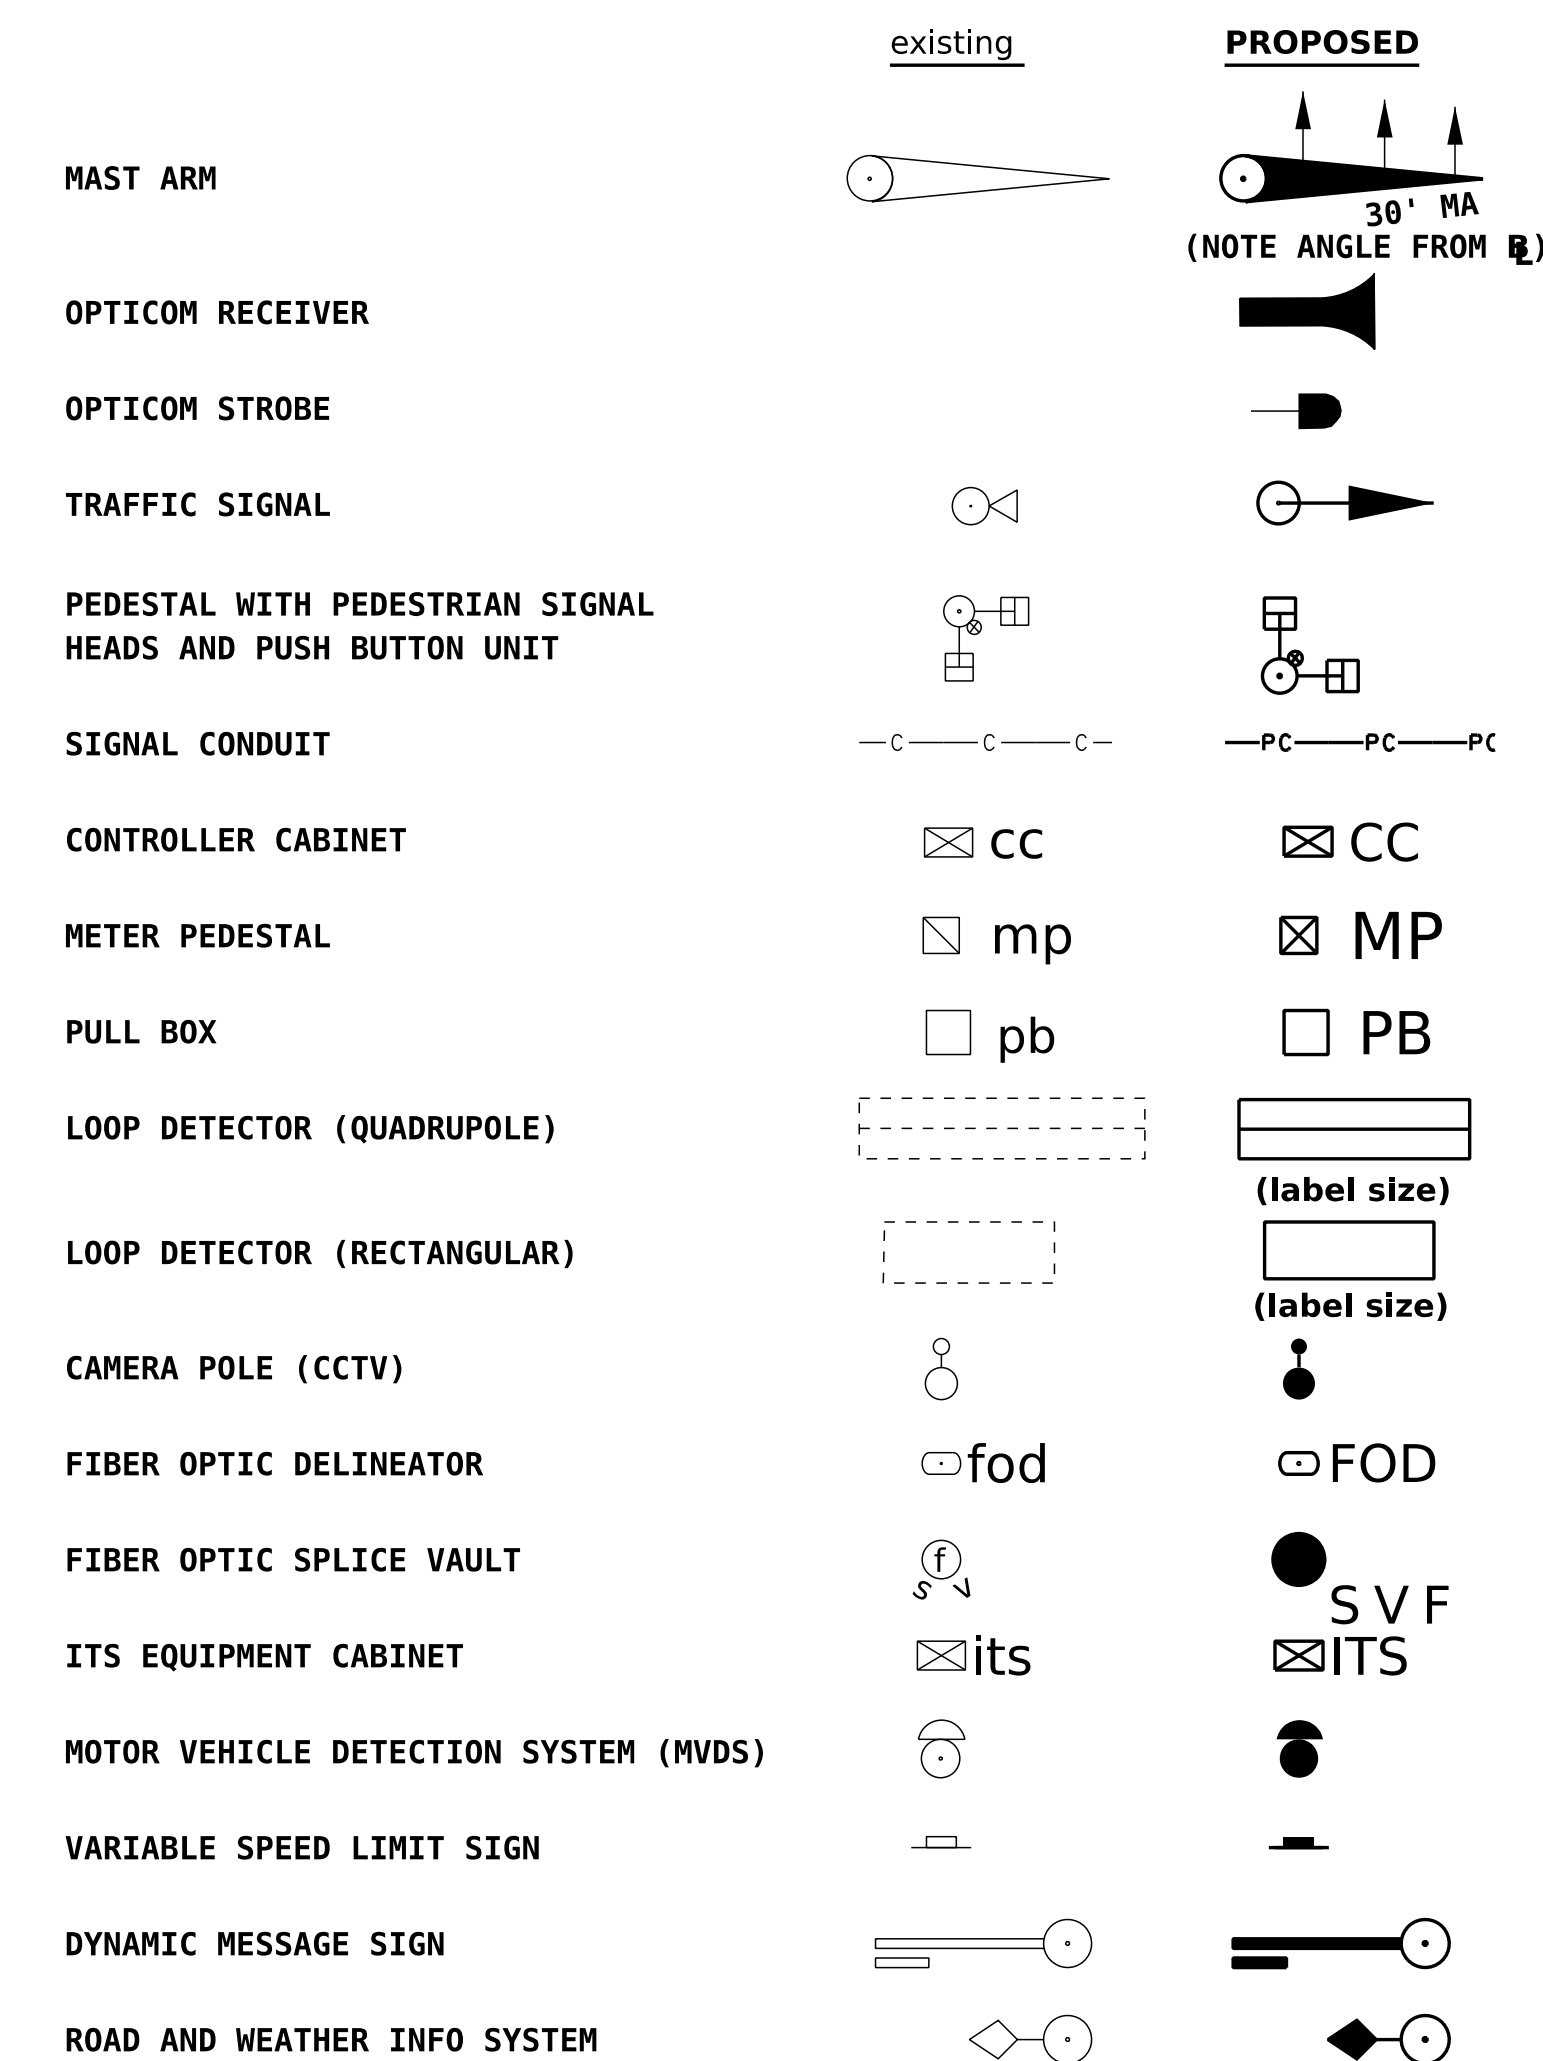 existing PROPOSED
MAST ARM
30' MA
(NOTE ANGLE FROM BL)
OPTICOM RECEIVER
OPTICOM STROBE
TRAFFIC SIGNAL
PEDESTAL WITH PEDESTRIAN SIGNAL
HEADS AND PUSH BUTTON UNIT
SIGNAL CONDUIT C C C PC PC PC
CONTROLLER CABINET cc CC
METER PEDESTAL mp MP
PULL BOX pb PB
LOOP DETECTOR (QUADRUPOLE)
(label size)
LOOP DETECTOR (RECTANGULAR)
(label size)
CAMERA POLE (CCTV)
FIBER OPTIC DELINEATOR fod FOD
FIBER OPTIC SPLICE VAULT f
s v S V F
ITS EQUIPMENT CABINET its ITS
MOTOR VEHICLE DETECTION SYSTEM (MVDS)
VARIABLE SPEED LIMIT SIGN
DYNAMIC MESSAGE SIGN
ROAD AND WEATHER INFO SYSTEM